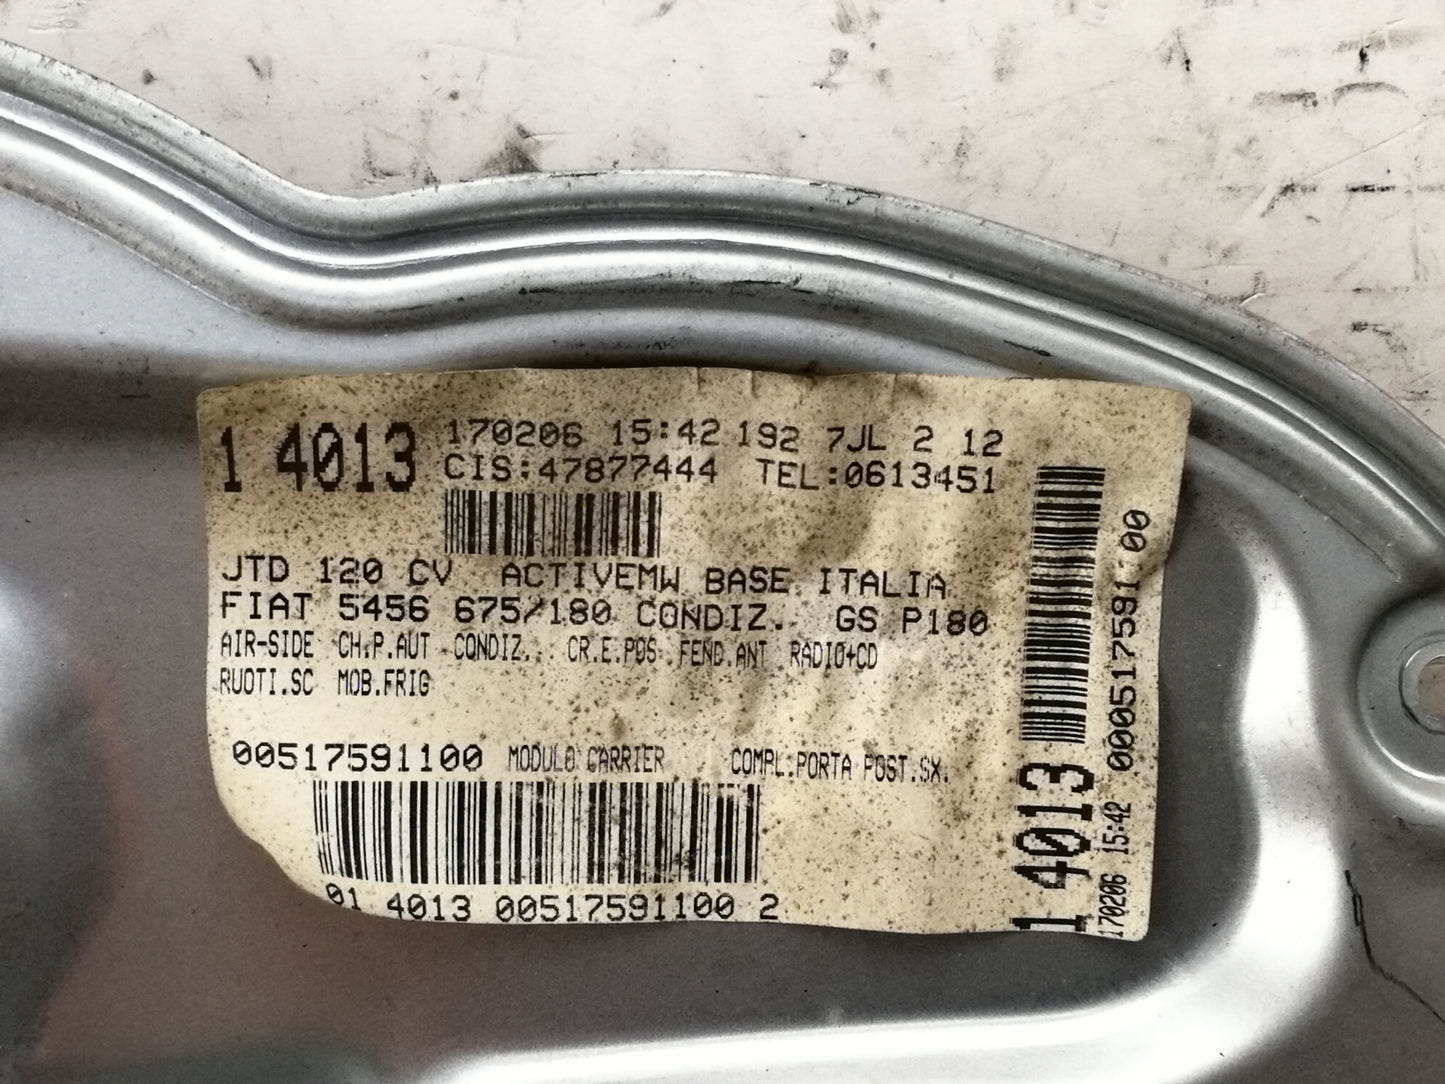 1 4013 170206 15:42 192 7JL 2 12
CIS:47877444 TEL:0613451
JTD 120 CV ACTIVEMW BASE ITALIA
FIAT 5456 675/180 CONDIZ. GS P180
AIR-SIDE CH.P.AUT CONDIZ.. CR.E.POS FEND.ANT RADIO+CD
RUOTI.SC MOB.FRIG
00517591100 MODULO CARRIER COMPL.PORTA POST.SX.
01 4013 00517591100 2
1 4013 000517591100
170206 15:42